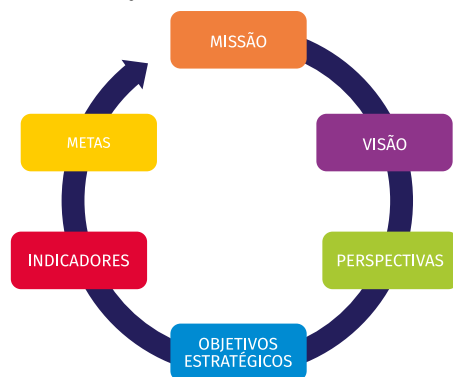 MISSÃO
VISÃO
PERSPECTIVAS
OBJETIVOS
ESTRATÉGICOS
INDICADORES
METAS